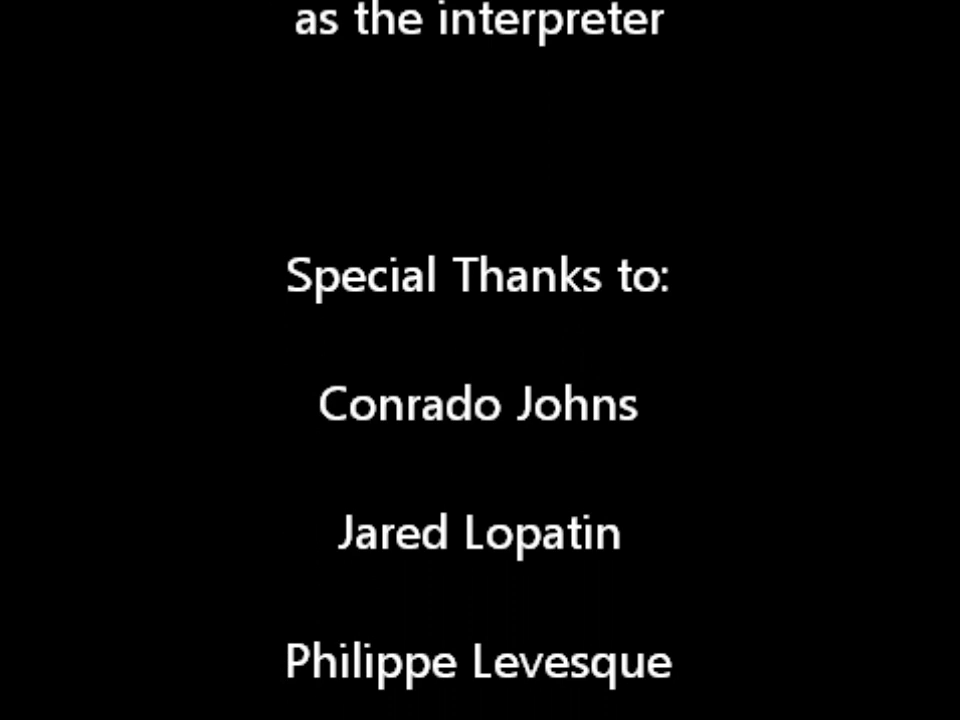 as the interpreter
Special Thanks to:
Conrado Johns
Jared Lopatin
Philippe Levesque